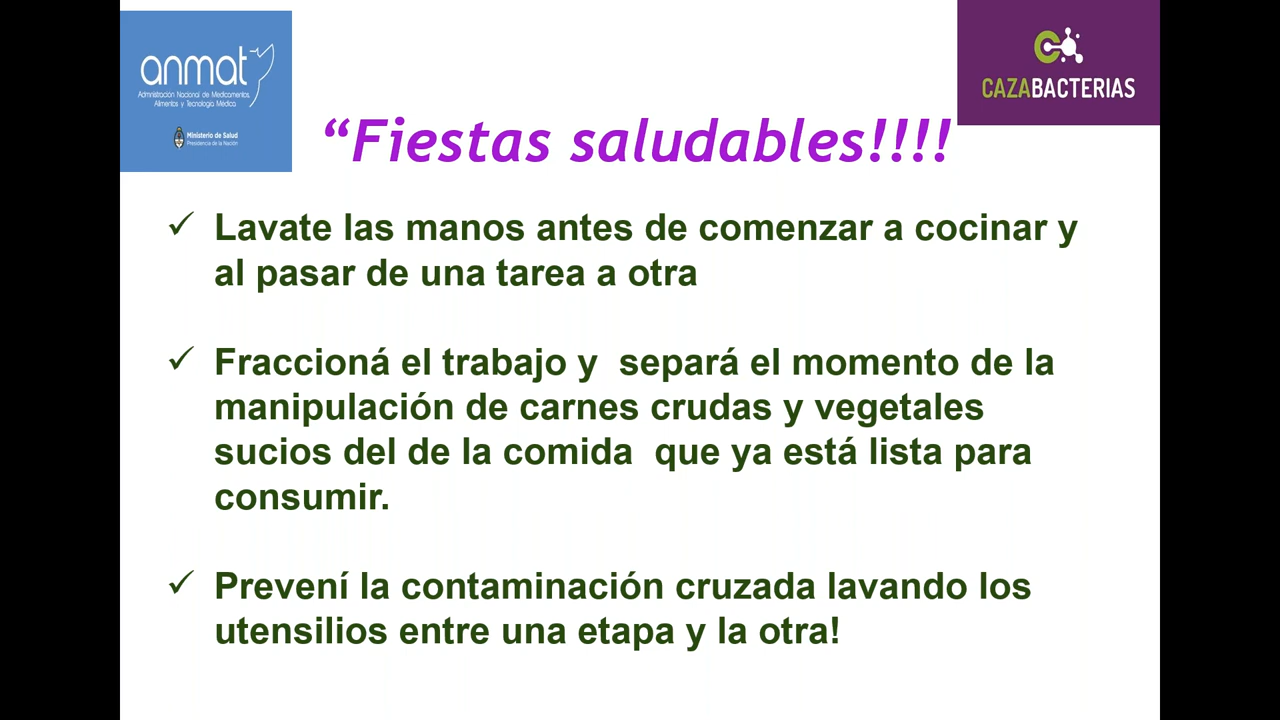 anmat
Administración Nacional de Medicamentos,
Alimentos y Tecnología Médica
Ministerio de Salud
Presidencia de la Nación
CAZABACTERIAS
“Fiestas saludables!!!!
✓ Lavate las manos antes de comenzar a cocinar y
al pasar de una tarea a otra
✓ Fraccioná el trabajo y  separá el momento de la
manipulación de carnes crudas y vegetales
sucios del de la comida  que ya está lista para
consumir.
✓ Prevení la contaminación cruzada lavando los
utensilios entre una etapa y la otra!